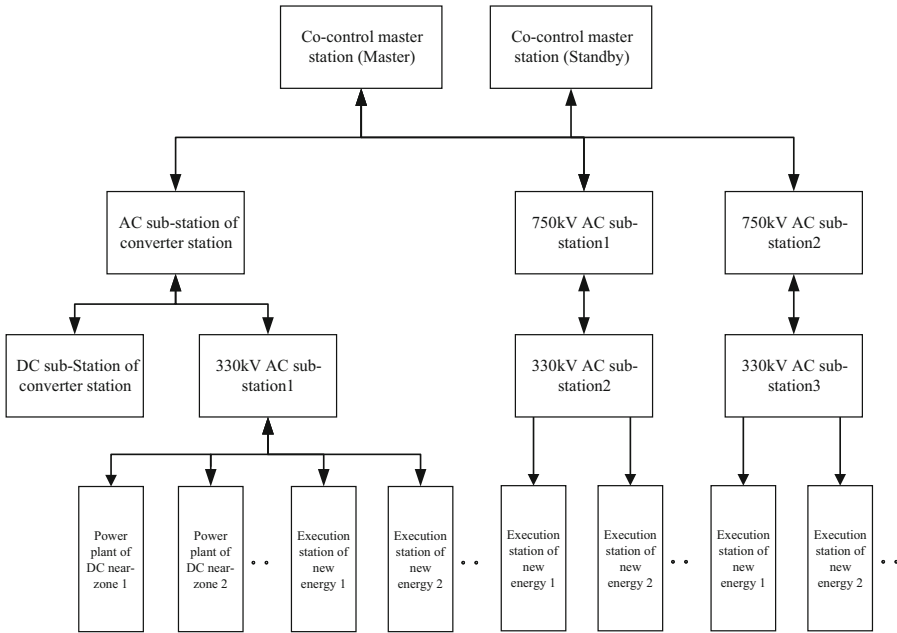 Co-control master
station (Master)
Co-control master
station (Standby)
AC sub-station of
converter station
750kV AC sub-
station1
750kV AC sub-
station2
DC sub-Station of
converter station
330kV AC sub-
station1
330kV AC sub-
station2
330kV AC sub-
station3
Power
plant of
DC near-
zone 1
Power
plant of
DC near-
zone 2
Execution
station of
new
energy 1
Execution
station of
new
energy 2
Execution
station of
new
energy 1
Execution
station of
new
energy 2
Execution
station of
new
energy 1
Execution
station of
new
energy 2